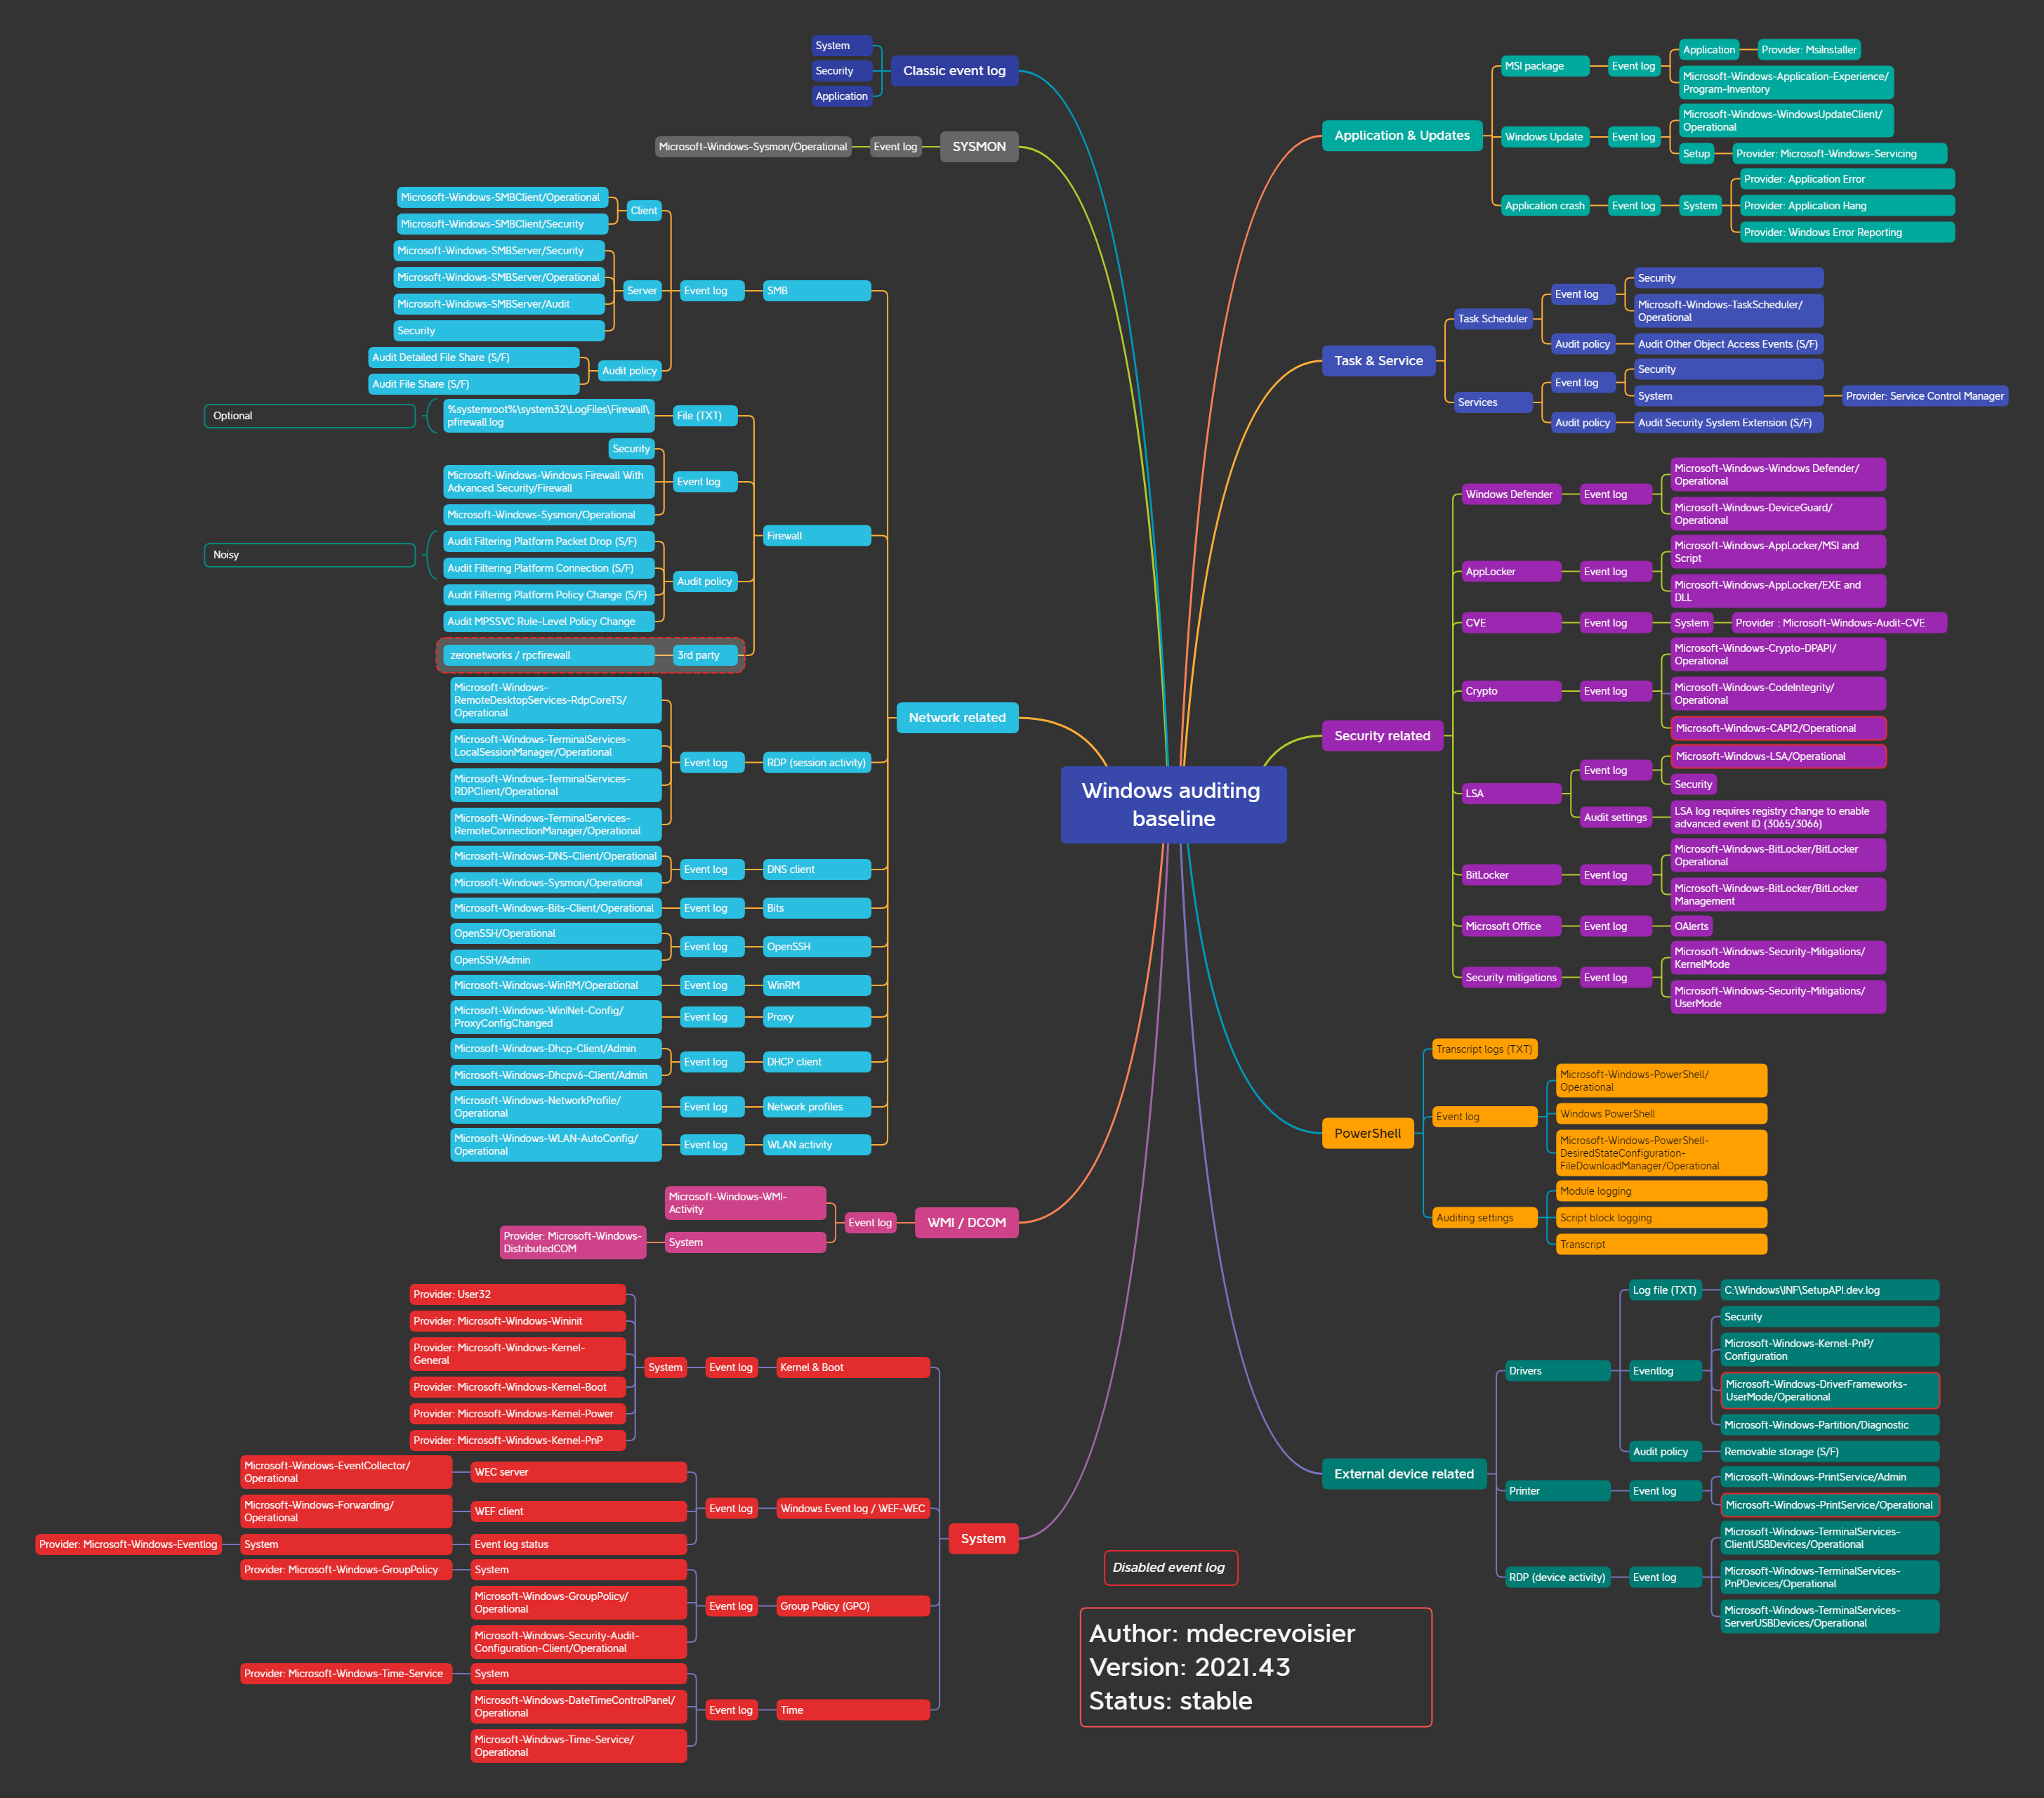 System
Security
Application
Classic event log
Microsoft-Windows-Sysmon/Operational
Event log
SYSMON
Microsoft-Windows-SMBClient/Operational
Microsoft-Windows-SMBClient/Security
Client
Microsoft-Windows-SMBServer/Security
Microsoft-Windows-SMBServer/Operational
Microsoft-Windows-SMBServer/Audit
Security
Server
Event log
SMB
Audit Detailed File Share (S/F)
Audit File Share (S/F)
Audit policy
Optional
%systemroot%\system32\LogFiles\Firewall\
pfirewall.log
File (TXT)
Security
Microsoft-Windows-Windows Firewall With
Advanced Security/Firewall
Microsoft-Windows-Sysmon/Operational
Event log
Firewall
Noisy
Audit Filtering Platform Packet Drop (S/F)
Audit Filtering Platform Connection (S/F)
Audit Filtering Platform Policy Change (S/F)
Audit MPSSVC Rule-Level Policy Change
Audit policy
zeronetworks / rpcfirewall
3rd party
Network related
Microsoft-Windows-
RemoteDesktopServices-RdpCoreTS/
Operational
Microsoft-Windows-TerminalServices-
LocalSessionManager/Operational
Microsoft-Windows-TerminalServices-
RDPClient/Operational
Microsoft-Windows-TerminalServices-
RemoteConnectionManager/Operational
Event log
RDP (session activity)
Microsoft-Windows-DNS-Client/Operational
Microsoft-Windows-Sysmon/Operational
Event log
DNS client
Microsoft-Windows-Bits-Client/Operational
Event log
Bits
OpenSSH/Operational
OpenSSH/Admin
Event log
OpenSSH
Microsoft-Windows-WinRM/Operational
Event log
WinRM
Microsoft-Windows-WinINet-Config/
ProxyConfigChanged
Event log
Proxy
Microsoft-Windows-Dhcp-Client/Admin
Microsoft-Windows-Dhcpv6-Client/Admin
Event log
DHCP client
Microsoft-Windows-NetworkProfile/
Operational
Event log
Network profiles
Microsoft-Windows-WLAN-AutoConfig/
Operational
Event log
WLAN activity
Microsoft-Windows-WMI-
Activity
Provider: Microsoft-Windows-
DistributedCOM
System
Event log
WMI / DCOM
Provider: User32
Provider: Microsoft-Windows-Wininit
Provider: Microsoft-Windows-Kernel-
General
Provider: Microsoft-Windows-Kernel-Boot
Provider: Microsoft-Windows-Kernel-Power
Provider: Microsoft-Windows-Kernel-PnP
System
Event log
Kernel & Boot
Microsoft-Windows-EventCollector/
Operational
WEC server
Microsoft-Windows-Forwarding/
Operational
WEF client
Provider: Microsoft-Windows-Eventlog
System
Event log status
Event log
Windows Event log / WEF-WEC
System
Provider: Microsoft-Windows-GroupPolicy
System
Microsoft-Windows-GroupPolicy/
Operational
Microsoft-Windows-Security-Audit-
Configuration-Client/Operational
Event log
Group Policy (GPO)
Provider: Microsoft-Windows-Time-Service
System
Microsoft-Windows-DateTimeControlPanel/
Operational
Microsoft-Windows-Time-Service/
Operational
Event log
Time
Windows auditing
baseline
Application & Updates
MSI package
Event log
Application
Provider: MsiInstaller
Microsoft-Windows-Application-Experience/
Program-Inventory
Windows Update
Event log
Microsoft-Windows-WindowsUpdateClient/
Operational
Setup
Provider: Microsoft-Windows-Servicing
Application crash
Event log
System
Provider: Application Error
Provider: Application Hang
Provider: Windows Error Reporting
Task & Service
Task Scheduler
Event log
Security
Microsoft-Windows-TaskScheduler/
Operational
Audit policy
Audit Other Object Access Events (S/F)
Services
Event log
Security
System
Provider: Service Control Manager
Audit policy
Audit Security System Extension (S/F)
Security related
Windows Defender
Event log
Microsoft-Windows-Windows Defender/
Operational
Microsoft-Windows-DeviceGuard/
Operational
AppLocker
Event log
Microsoft-Windows-AppLocker/MSI and
Script
Microsoft-Windows-AppLocker/EXE and
DLL
CVE
Event log
System
Provider : Microsoft-Windows-Audit-CVE
Crypto
Event log
Microsoft-Windows-Crypto-DPAPI/
Operational
Microsoft-Windows-CodeIntegrity/
Operational
Microsoft-Windows-CAPI2/Operational
LSA
Event log
Microsoft-Windows-LSA/Operational
Security
Audit settings
LSA log requires registry change to enable
advanced event ID (3065/3066)
BitLocker
Event log
Microsoft-Windows-BitLocker/BitLocker
Operational
Microsoft-Windows-BitLocker/BitLocker
Management
Microsoft Office
Event log
OAlerts
Security mitigations
Event log
Microsoft-Windows-Security-Mitigations/
KernelMode
Microsoft-Windows-Security-Mitigations/
UserMode
PowerShell
Transcript logs (TXT)
Event log
Microsoft-Windows-PowerShell/
Operational
Windows PowerShell
Microsoft-Windows-PowerShell-
DesiredStateConfiguration-
FileDownloadManager/Operational
Auditing settings
Module logging
Script block logging
Transcript
External device related
Drivers
Log file (TXT)
C:\Windows\INF\SetupAPI.dev.log
Eventlog
Security
Microsoft-Windows-Kernel-PnP/
Configuration
Microsoft-Windows-DriverFrameworks-
UserMode/Operational
Microsoft-Windows-Partition/Diagnostic
Audit policy
Removable storage (S/F)
Printer
Event log
Microsoft-Windows-PrintService/Admin
Microsoft-Windows-PrintService/Operational
RDP (device activity)
Event log
Microsoft-Windows-TerminalServices-
ClientUSBDevices/Operational
Microsoft-Windows-TerminalServices-
PnPDevices/Operational
Microsoft-Windows-TerminalServices-
ServerUSBDevices/Operational
Disabled event log
Author: mdecrevoisier
Version: 2021.43
Status: stable